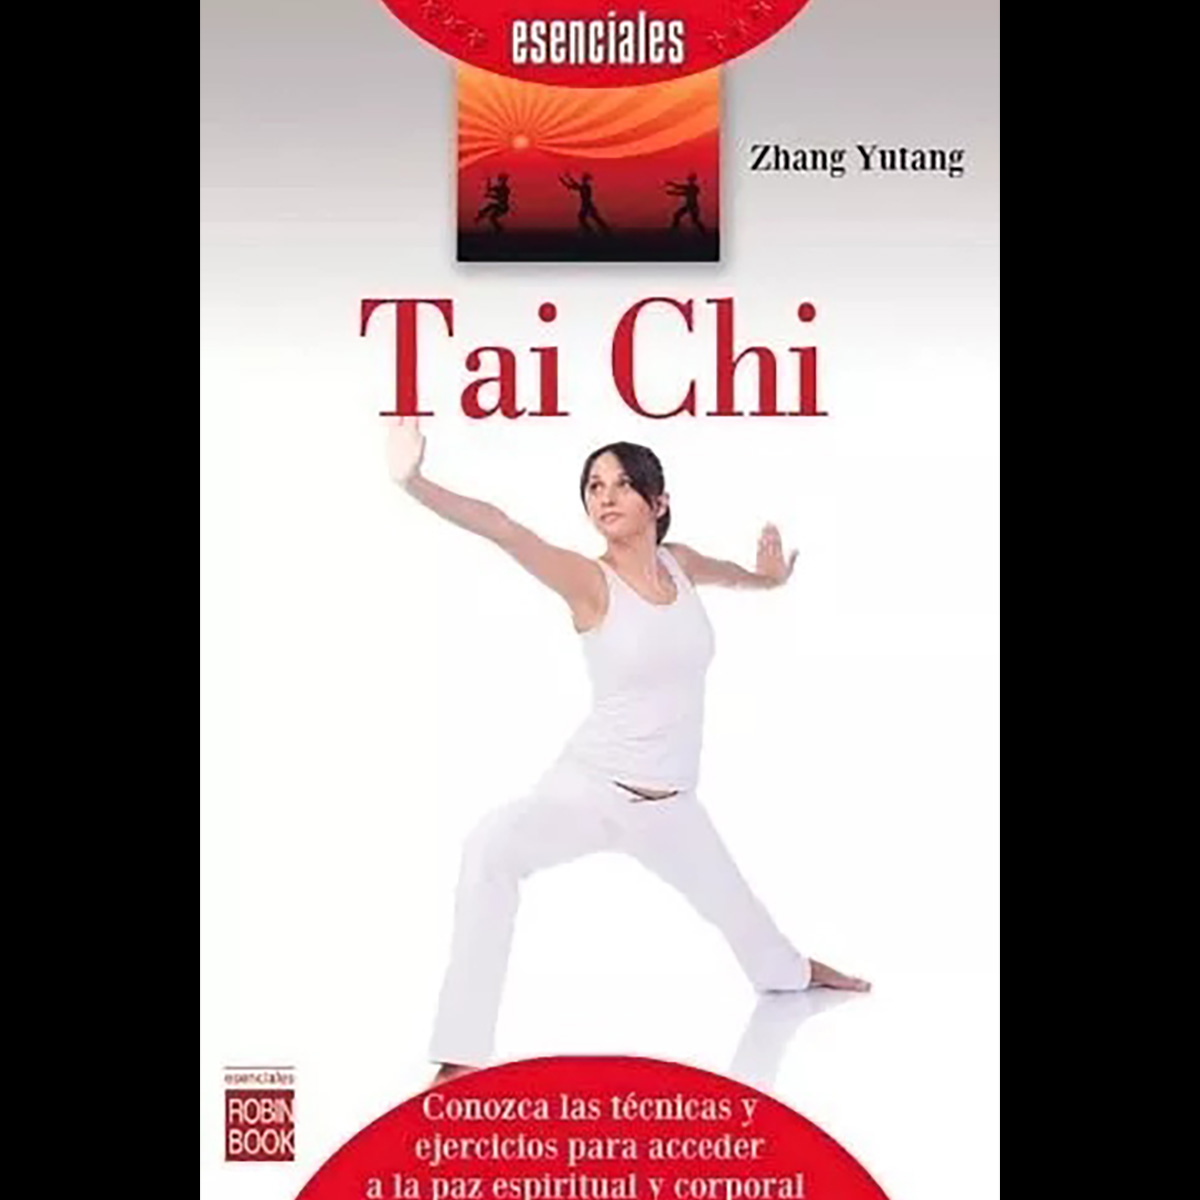 esenciales
Zhang Yutang
Tai Chi
esenciales
ROBIN
BOOK
Conozca las técnicas y
ejercicios para acceder
a la paz espiritual y corporal